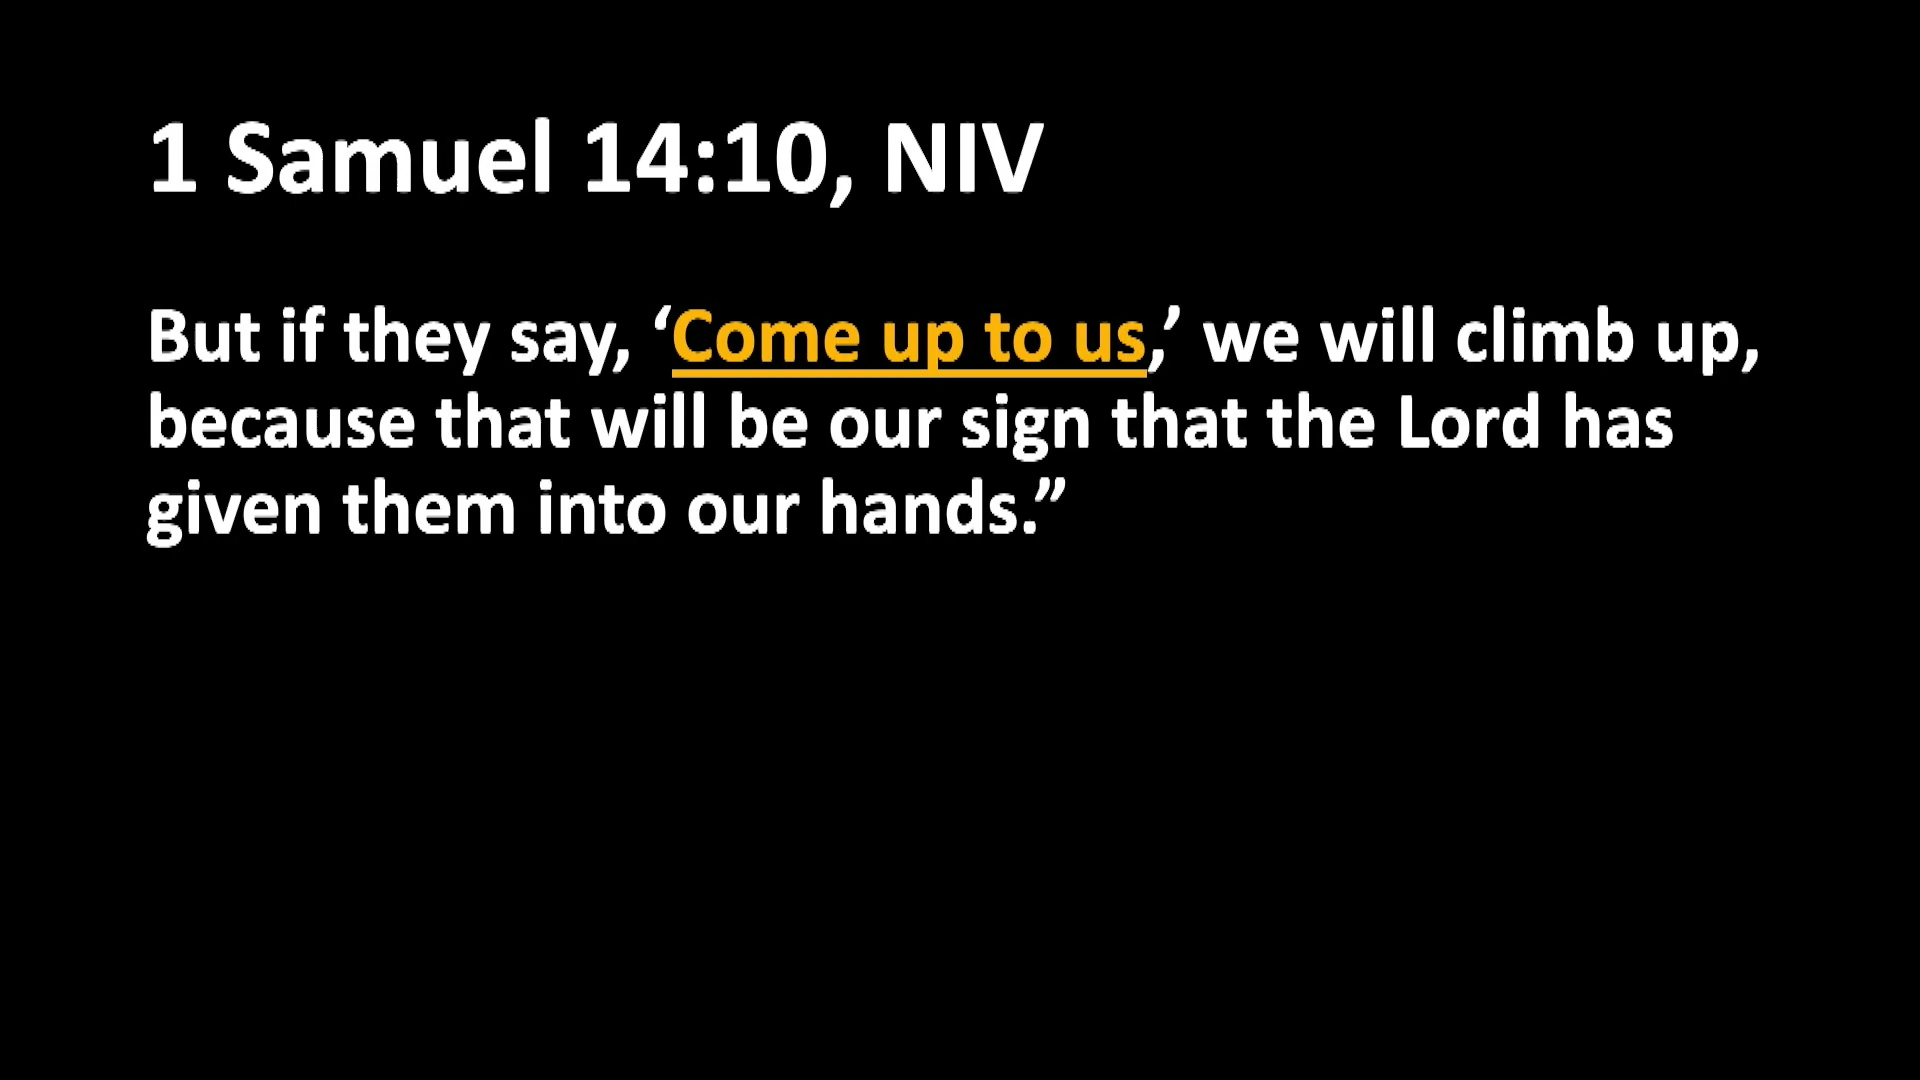 1 Samuel 14:10, NIV
But if they say, ‘Come up to us,’ we will climb up,
because that will be our sign that the Lord has
given them into our hands.”